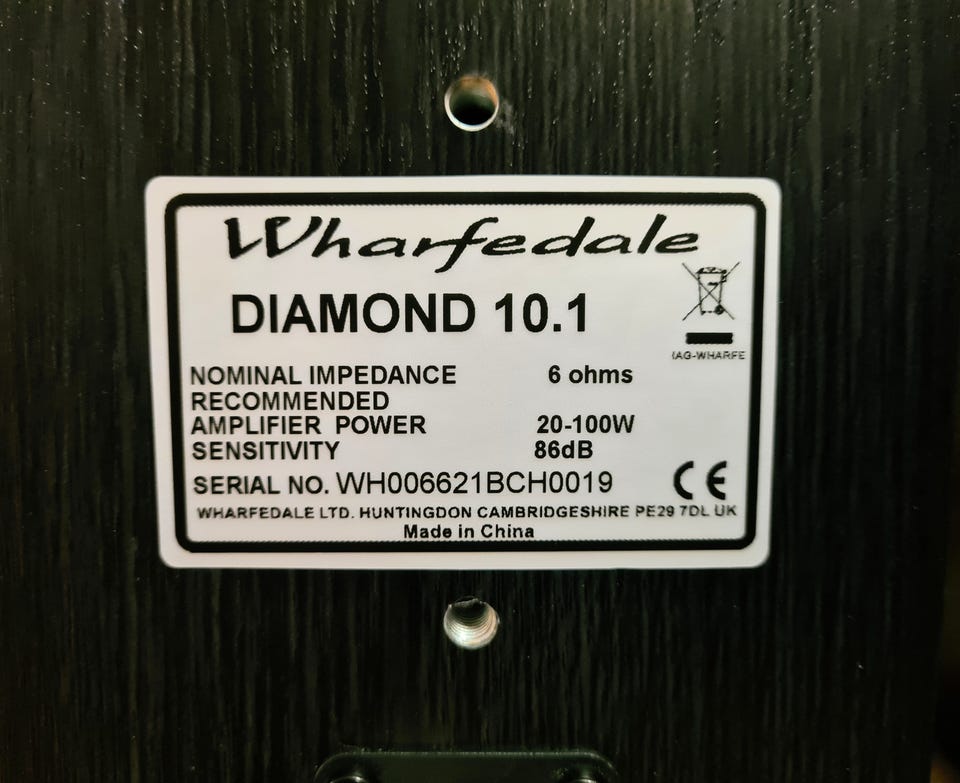 Wharfedale
DIAMOND 10.1
IAG-WHARFE
NOMINAL IMPEDANCE 6 ohms
RECOMMENDED
AMPLIFIER POWER 20-100W
SENSITIVITY 86dB
SERIAL NO. WH006621BCH0019 CE
WHARFEDALE LTD. HUNTINGDON CAMBRIDGESHIRE PE29 7DL UK
Made in China